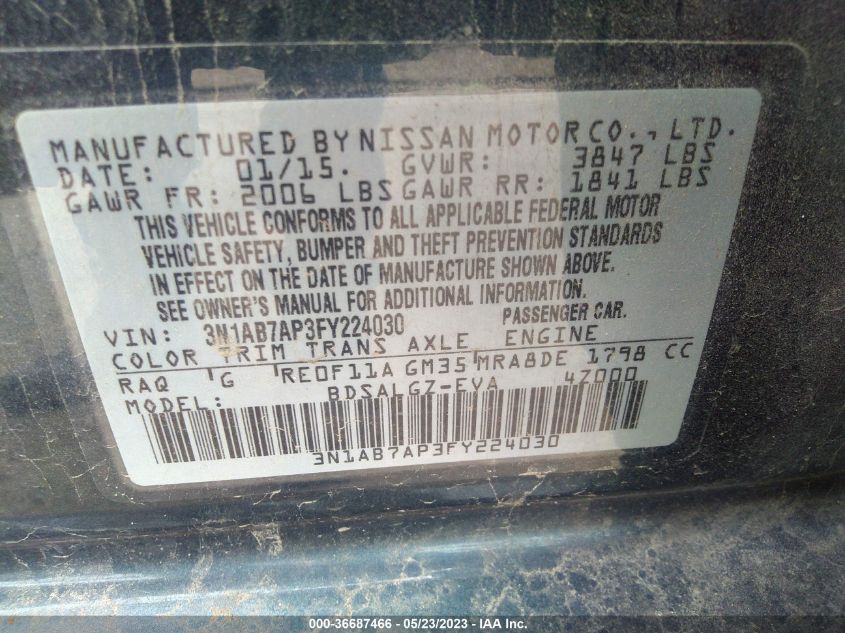 MANUFACTURED BY NISSAN MOTOR CO., LTD.
DATE: 01/15. GVWR: 3847 LBS
GAWR FR: 2006 LBS GAWR RR: 1841 LBS
THIS VEHICLE CONFORMS TO ALL APPLICABLE FEDERAL MOTOR
VEHICLE SAFETY, BUMPER AND THEFT PREVENTION STANDARDS
IN EFFECT ON THE DATE OF MANUFACTURE SHOWN ABOVE.
SEE OWNER'S MANUAL FOR ADDITIONAL INFORMATION.
VIN: 3N1AB7AP3FY224030 PASSENGER CAR.
COLOR TRIM TRANS AXLE ENGINE
RAQ G RE0F11A GM35 MRA8DE 1798 CC
MODEL: BDSALGZ-EVA 4Z000
3N1AB7AP3FY224030
000-36687466 - 05/23/2023 - IAA Inc.